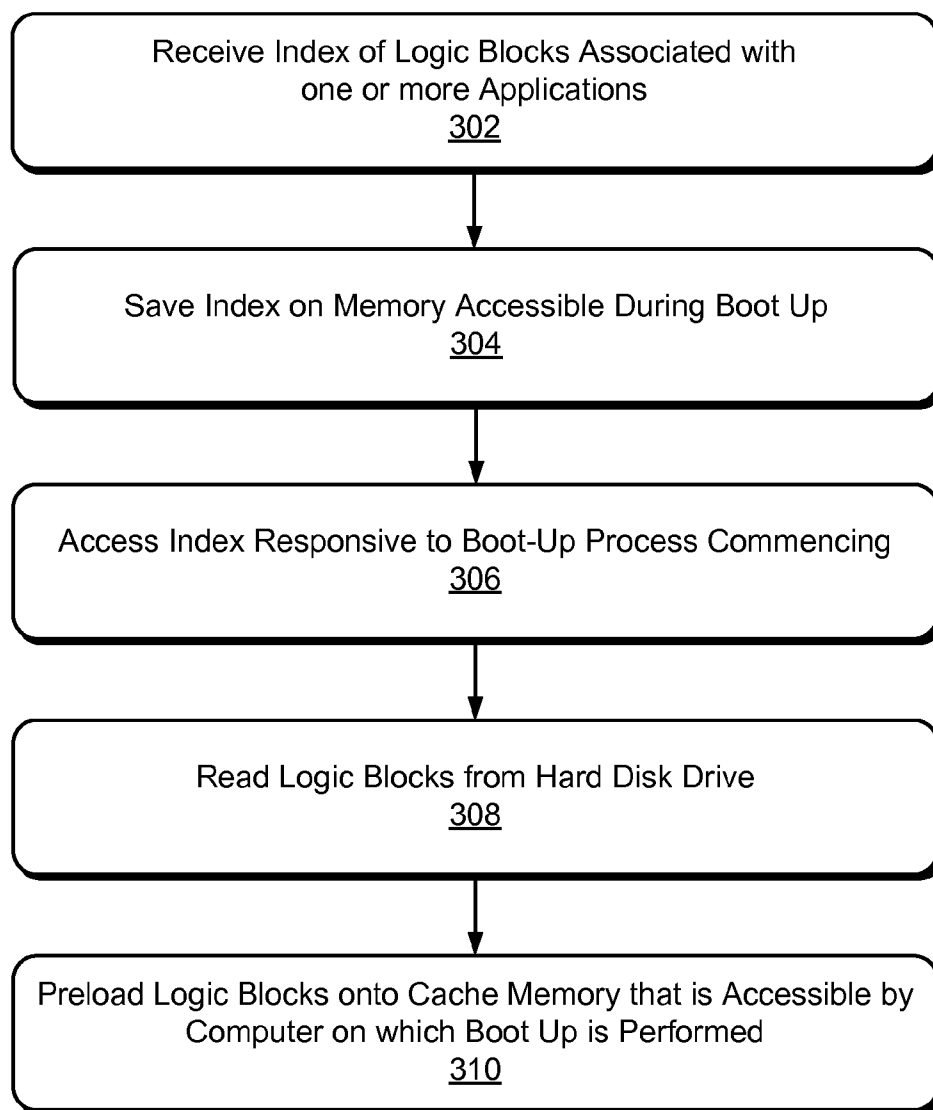 Receive Index of Logic Blocks Associated with
one or more Applications
302
Save Index on Memory Accessible During Boot Up
304
Access Index Responsive to Boot-Up Process Commencing
306
Read Logic Blocks from Hard Disk Drive
308
Preload Logic Blocks onto Cache Memory that is Accessible by
Computer on which Boot Up is Performed
310